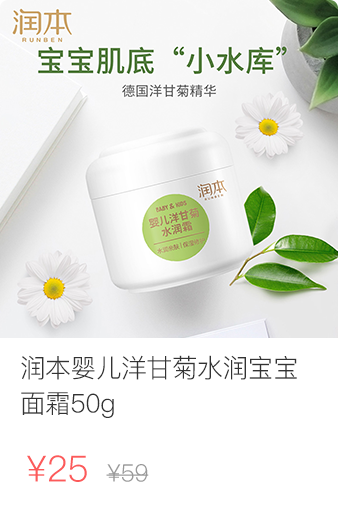 润本
RUNBEN
宝宝肌底“小水库”
德国洋甘菊精华
润本
BABY & KIDS
婴儿洋甘菊
水润霜
润本婴儿洋甘菊水润宝宝
面霜50g
¥25 ¥59